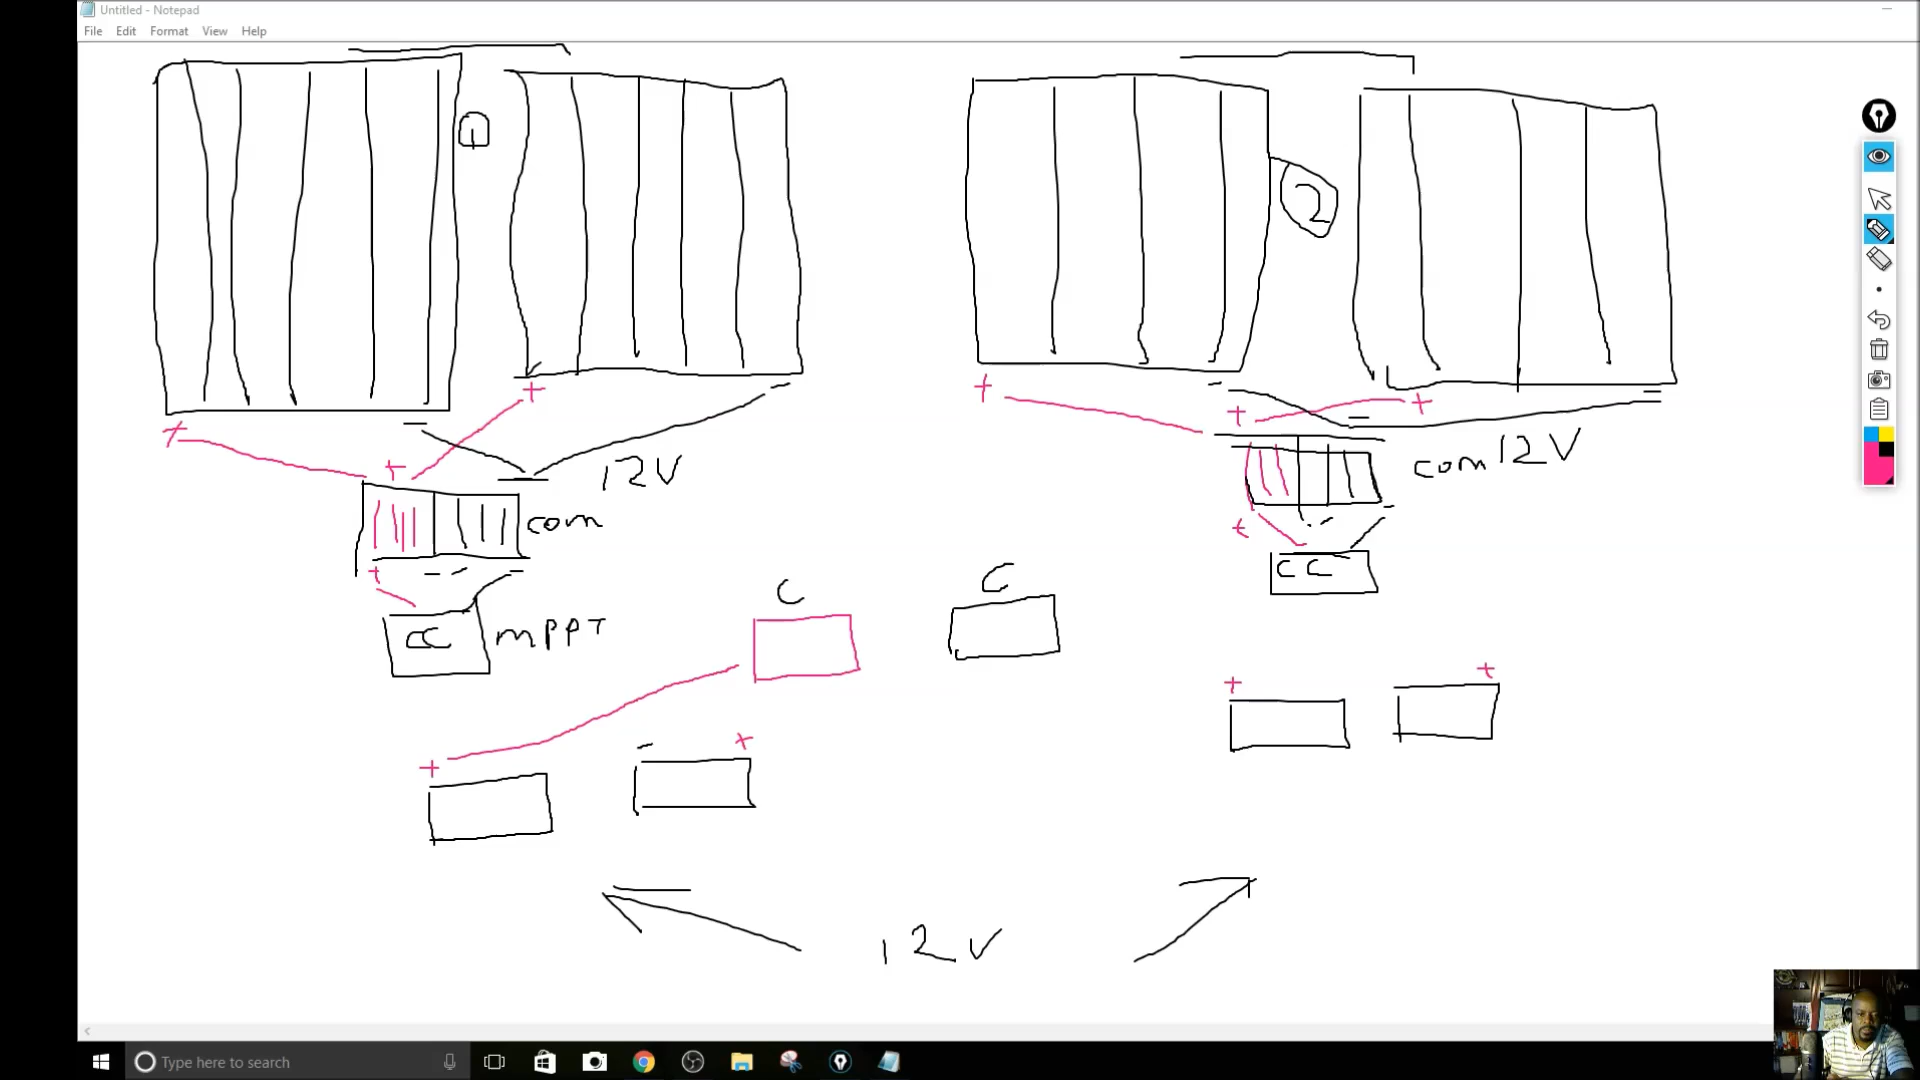 Untitled - Notepad
File Edit Format View Help
1
2
+ - + -
+ - + -
+
+ -
12V
com 12V
com
+ - -
+ - -
CC
CC mPPT
C
C
+
+
+
- +
12V
Type here to search